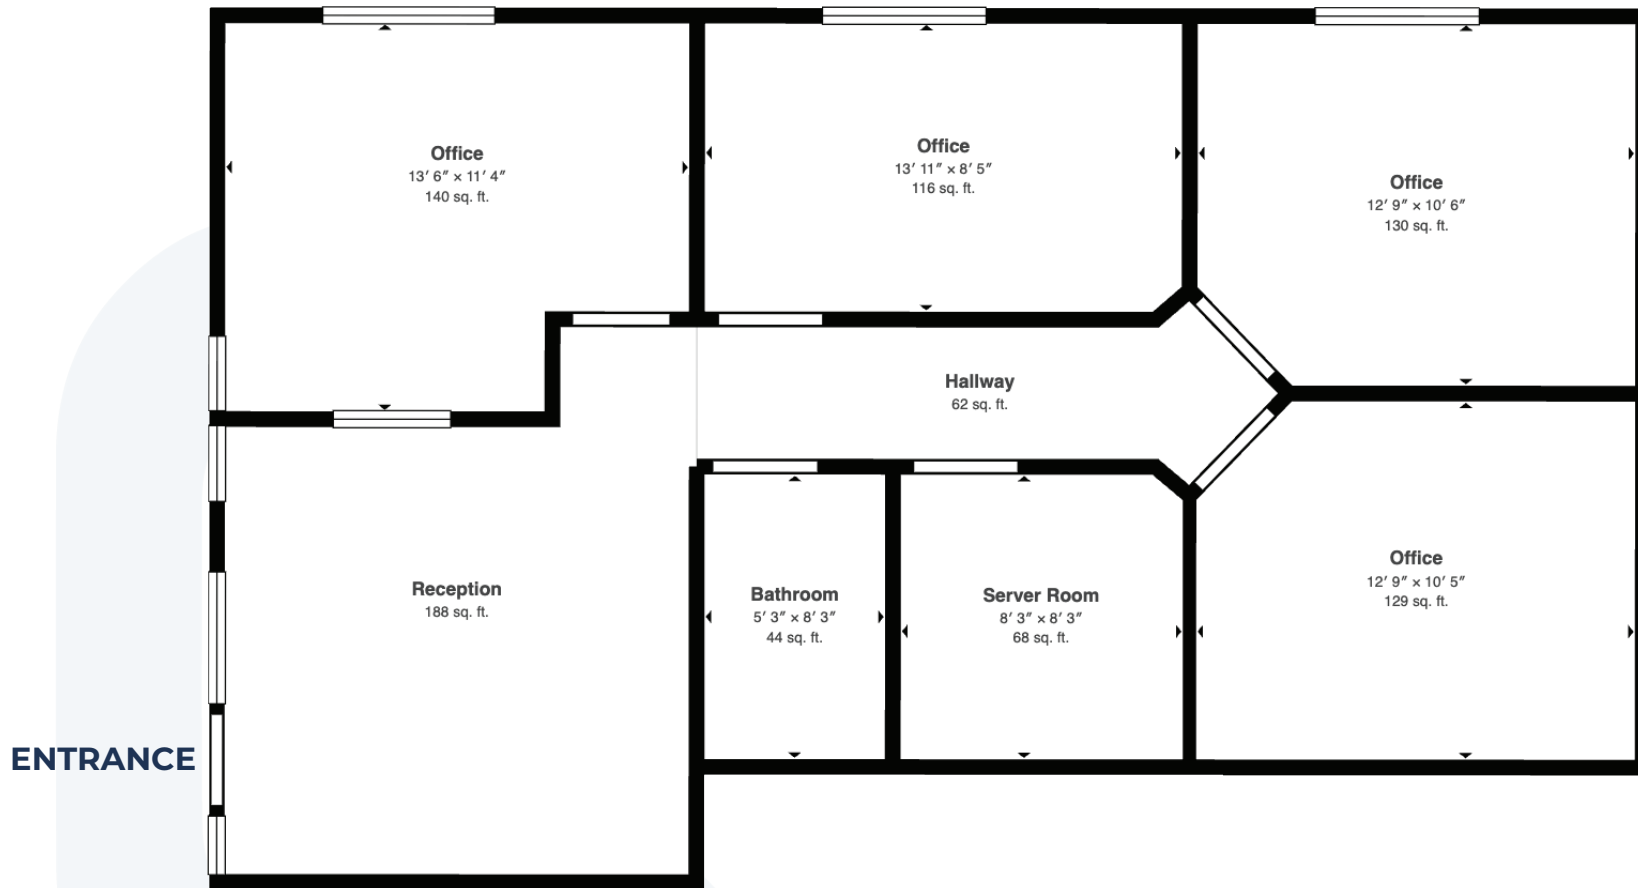 Office
13′ 6″ × 11′ 4″
140 sq. ft.
Office
13′ 11″ × 8′ 5″
116 sq. ft.
Office
12′ 9″ × 10′ 6″
130 sq. ft.
Hallway
62 sq. ft.
Reception
188 sq. ft.
Bathroom
5′ 3″ × 8′ 3″
44 sq. ft.
Server Room
8′ 3″ × 8′ 3″
68 sq. ft.
Office
12′ 9″ × 10′ 5″
129 sq. ft.
ENTRANCE